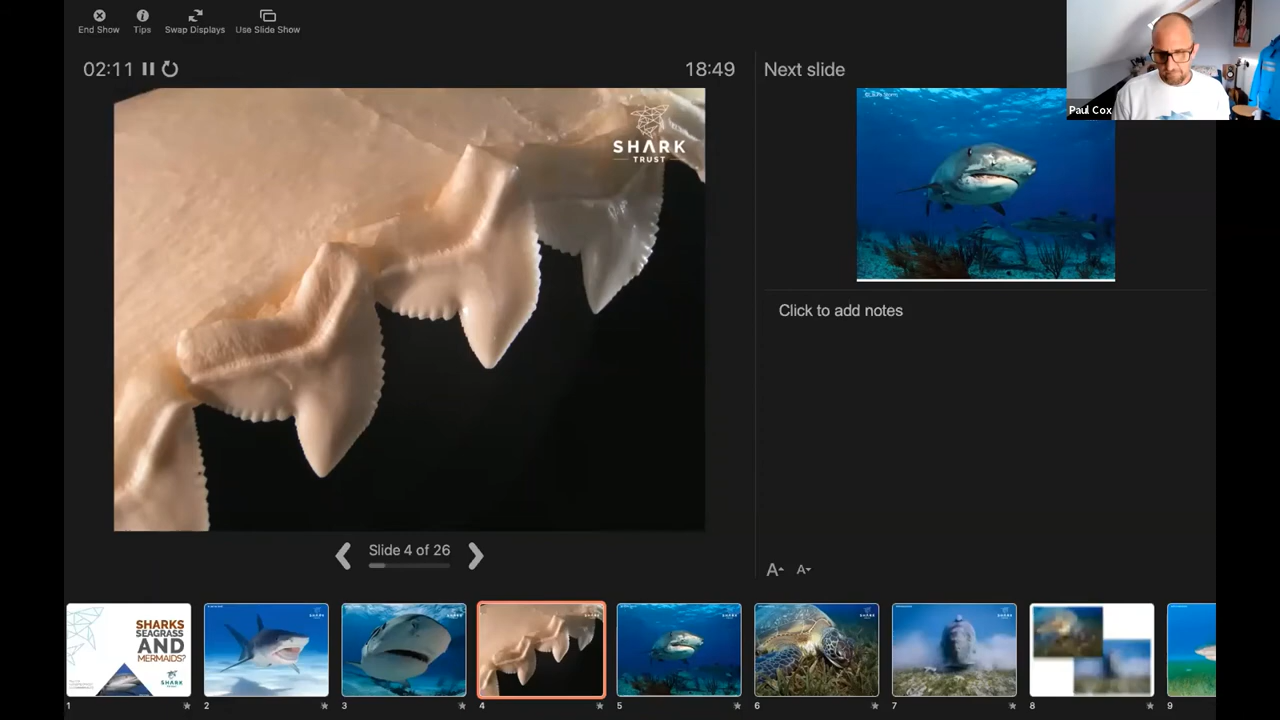 End Show
Tips
Swap Displays
Use Slide Show
02:11
18:49
Next slide
Paul Cox
SHARK
TRUST
Click to add notes
Slide 4 of 26
A A
SHARKS
SEAGRASS
AND
MERMAIDS?
SHARK
TRUST
1
2
3
4
5
6
7
8
9